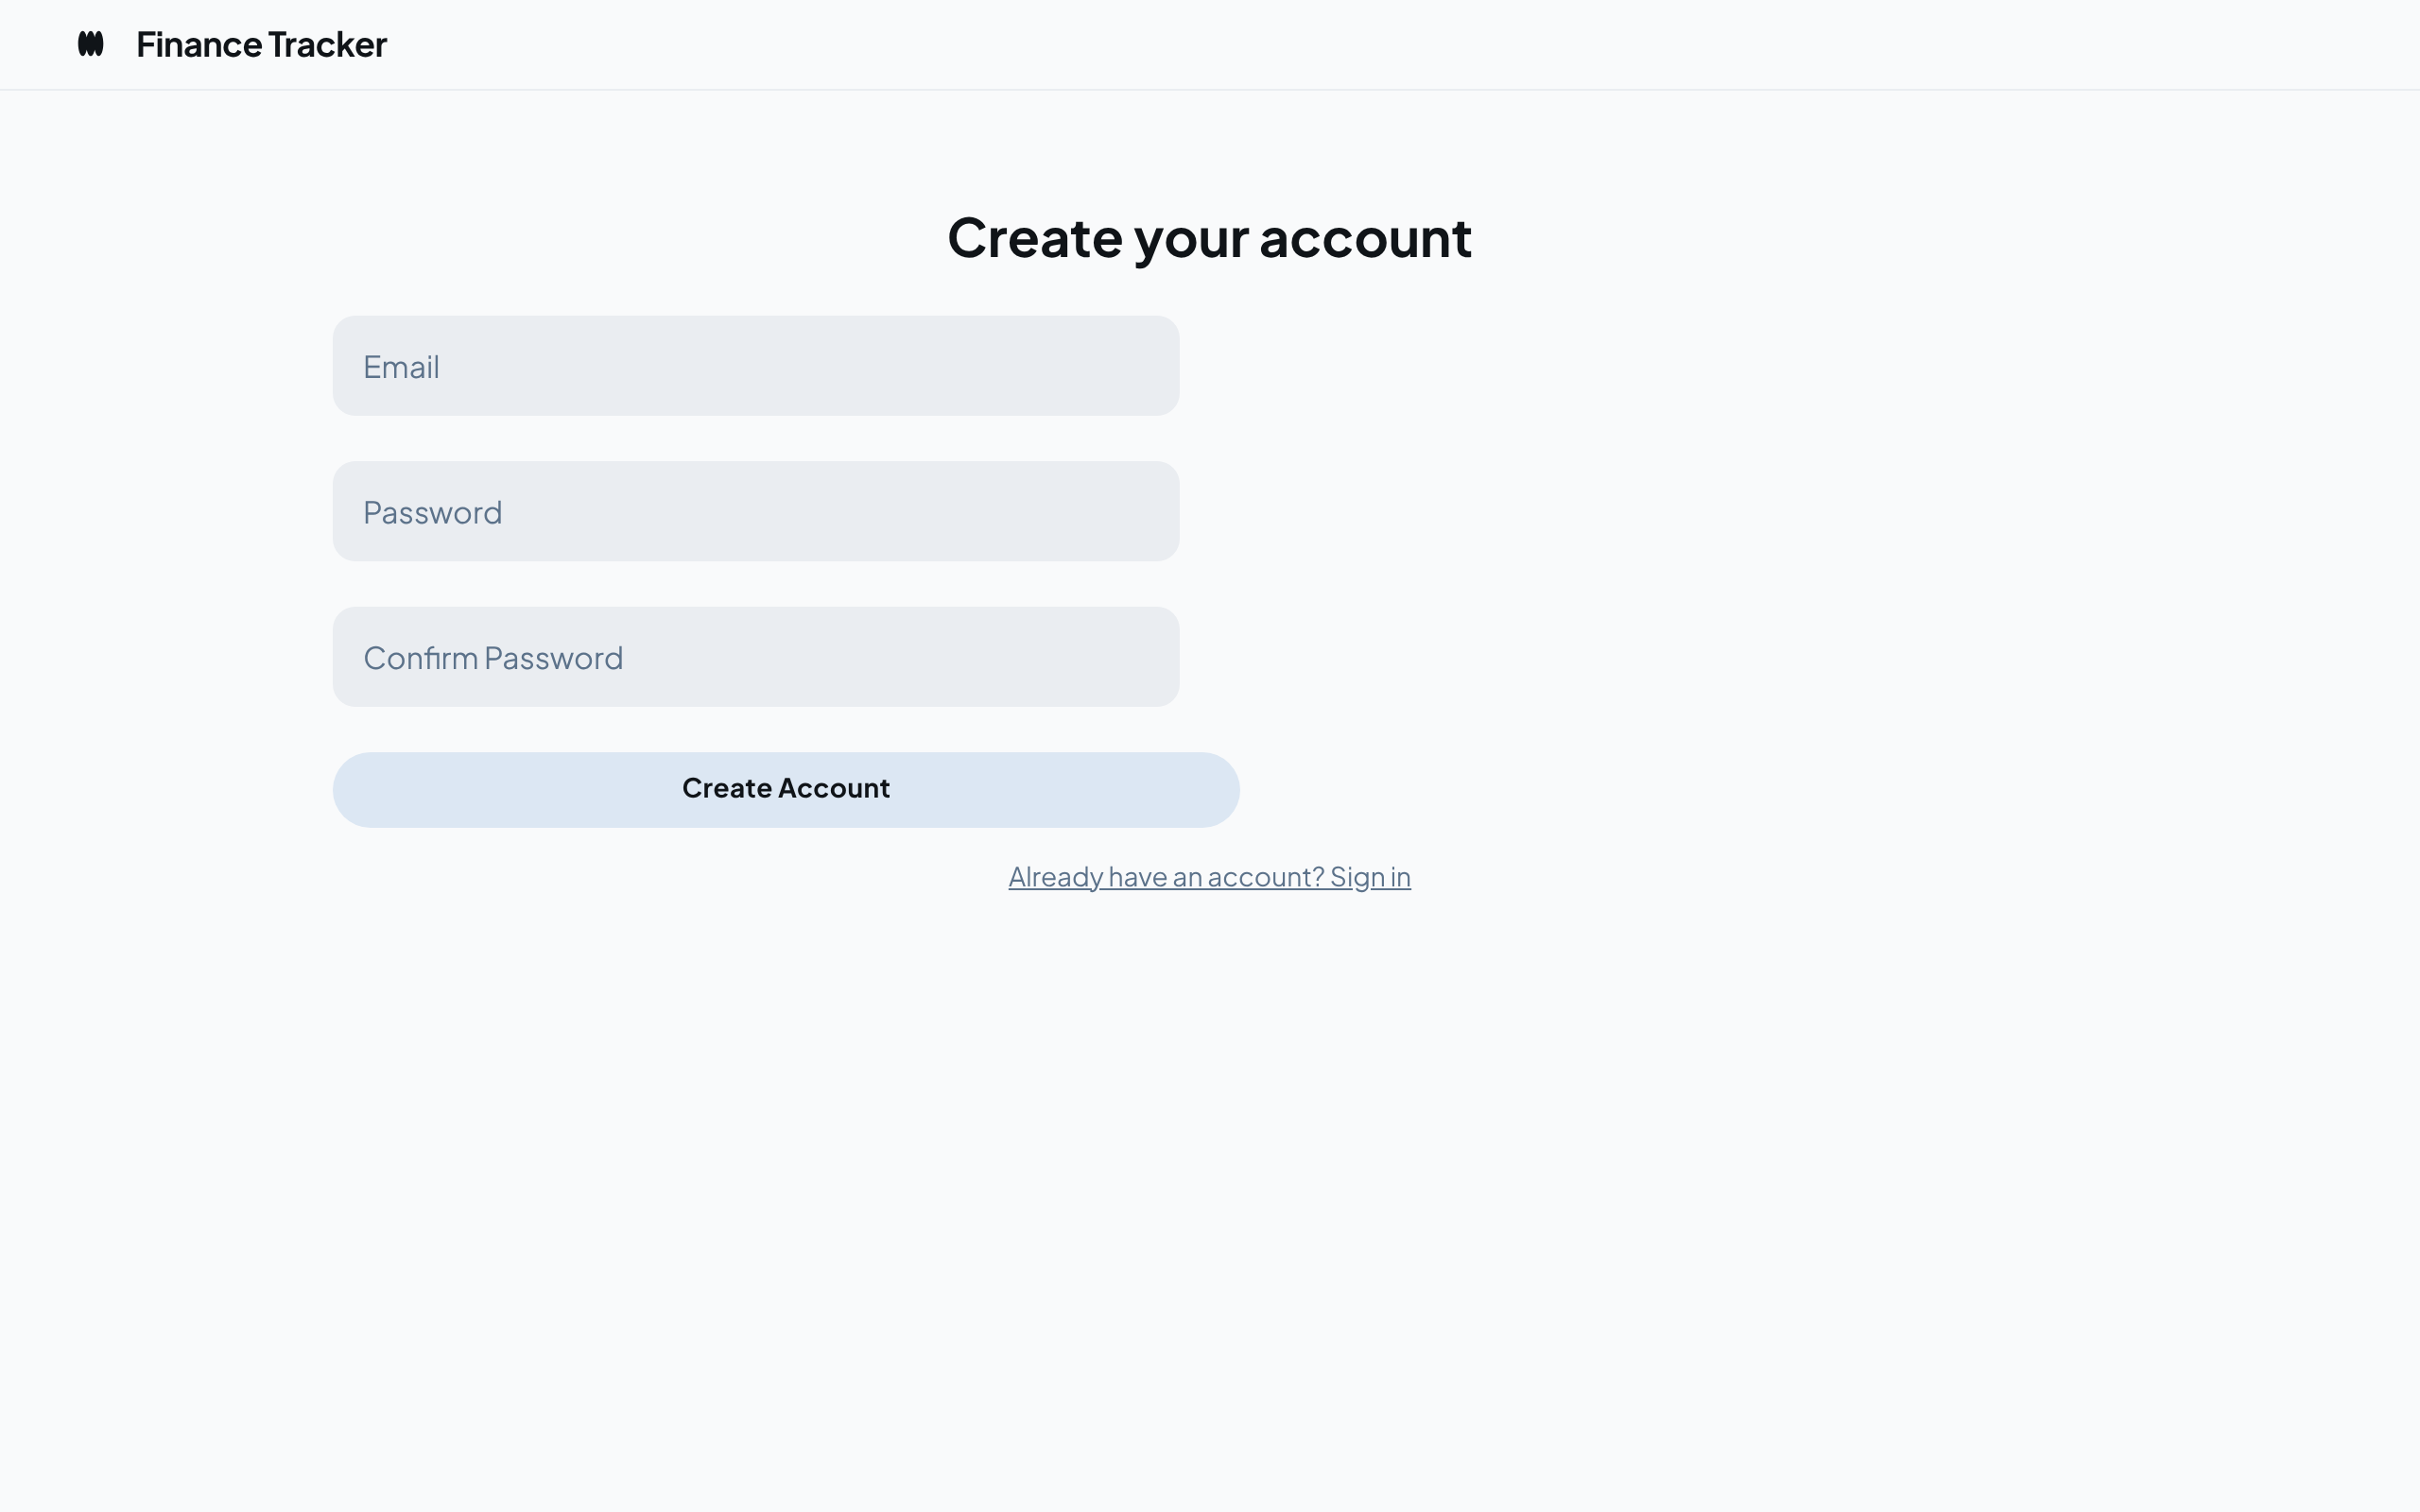 Finance Tracker
Create your account
Email
Password
Confirm Password
Create Account
Already have an account? Sign in